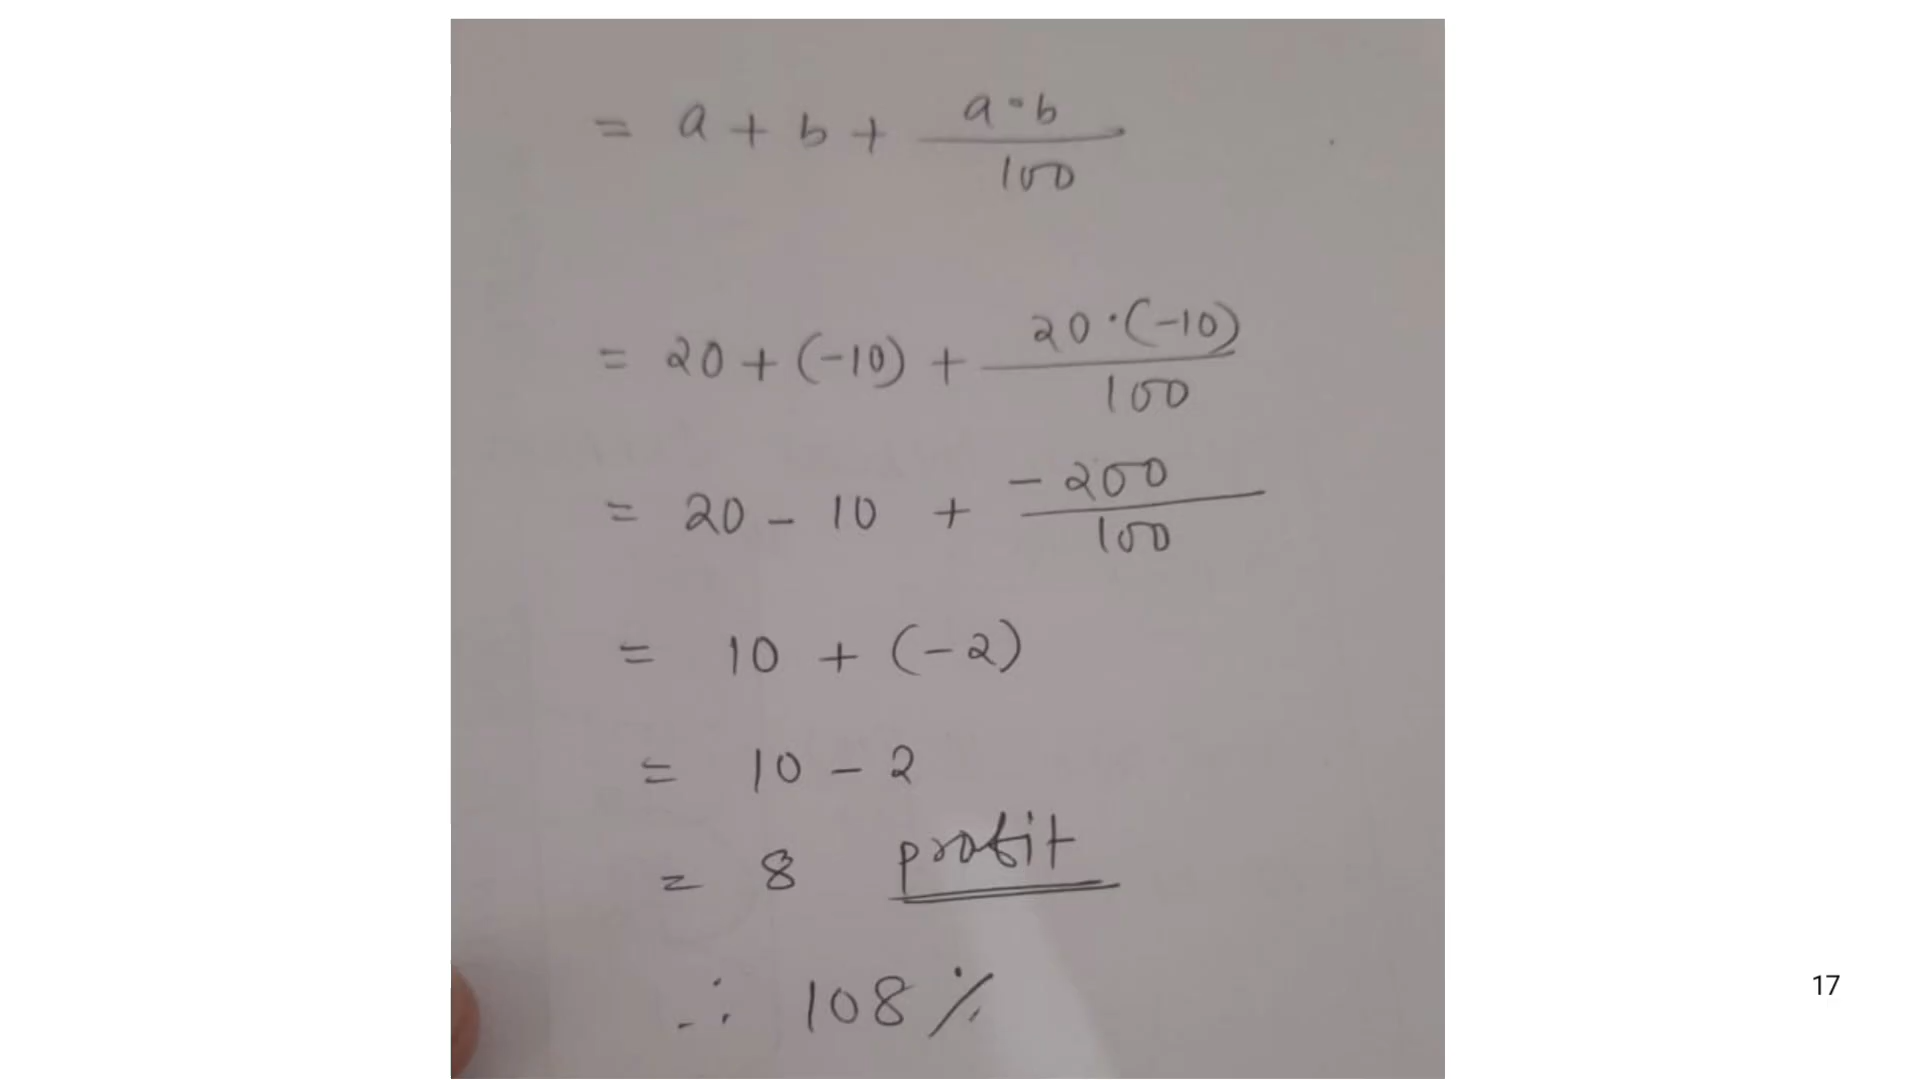 = a + b + a·b/100
= 20 + (-10) + 20·(-10)/100
= 20 - 10 + -200/100
= 10 + (-2)
= 10 - 2
= 8 profit
∴ 108%
17